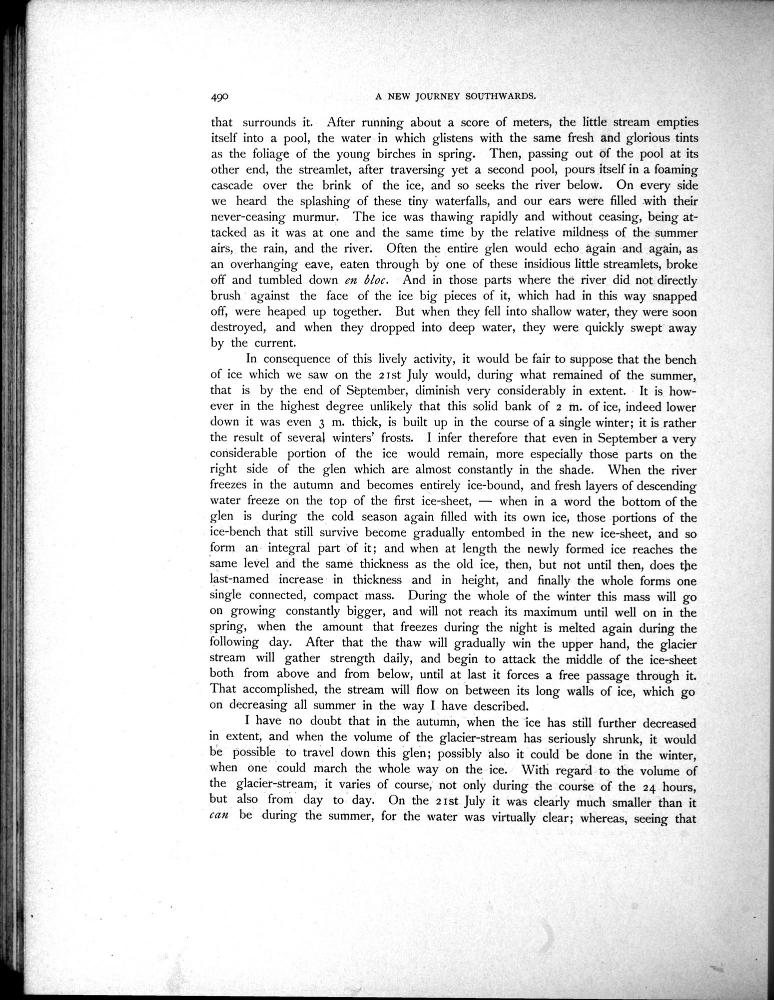 490 A NEW JOURNEY SOUTHWARDS.
that surrounds it. After running about a score of meters, the little stream empties
itself into a pool, the water in which glistens with the same fresh and glorious tints
as the foliage of the young birches in spring. Then, passing out of the pool at its
other end, the streamlet, after traversing yet a second pool, pours itself in a foaming
cascade over the brink of the ice, and so seeks the river below. On every side
we heard the splashing of these tiny waterfalls, and our ears were filled with their
never-ceasing murmur. The ice was thawing rapidly and without ceasing, being at-
tacked as it was at one and the same time by the relative mildness of the summer
airs, the rain, and the river. Often the entire glen would echo again and again, as
an overhanging eave, eaten through by one of these insidious little streamlets, broke
off and tumbled down en bloc. And in those parts where the river did not directly
brush against the face of the ice big pieces of it, which had in this way snapped
off, were heaped up together. But when they fell into shallow water, they were soon
destroyed, and when they dropped into deep water, they were quickly swept away
by the current.
In consequence of this lively activity, it would be fair to suppose that the bench
of ice which we saw on the 21st July would, during what remained of the summer,
that is by the end of September, diminish very considerably in extent. It is how-
ever in the highest degree unlikely that this solid bank of 2 m. of ice, indeed lower
down it was even 3 m. thick, is built up in the course of a single winter; it is rather
the result of several winters' frosts. I infer therefore that even in September a very
considerable portion of the ice would remain, more especially those parts on the
right side of the glen which are almost constantly in the shade. When the river
freezes in the autumn and becomes entirely ice-bound, and fresh layers of descending
water freeze on the top of the first ice-sheet, — when in a word the bottom of the
glen is during the cold season again filled with its own ice, those portions of the
ice-bench that still survive become gradually entombed in the new ice-sheet, and so
form an integral part of it; and when at length the newly formed ice reaches the
same level and the same thickness as the old ice, then, but not until then, does the
last-named increase in thickness and in height, and finally the whole forms one
single connected, compact mass. During the whole of the winter this mass will go
on growing constantly bigger, and will not reach its maximum until well on in the
spring, when the amount that freezes during the night is melted again during the
following day. After that the thaw will gradually win the upper hand, the glacier
stream will gather strength daily, and begin to attack the middle of the ice-sheet
both from above and from below, until at last it forces a free passage through it.
That accomplished, the stream will flow on between its long walls of ice, which go
on decreasing all summer in the way I have described.
I have no doubt that in the autumn, when the ice has still further decreased
in extent, and when the volume of the glacier-stream has seriously shrunk, it would
be possible to travel down this glen; possibly also it could be done in the winter,
when one could march the whole way on the ice. With regard to the volume of
the glacier-stream, it varies of course, not only during the course of the 24 hours,
but also from day to day. On the 21st July it was clearly much smaller than it
can be during the summer, for the water was virtually clear; whereas, seeing that